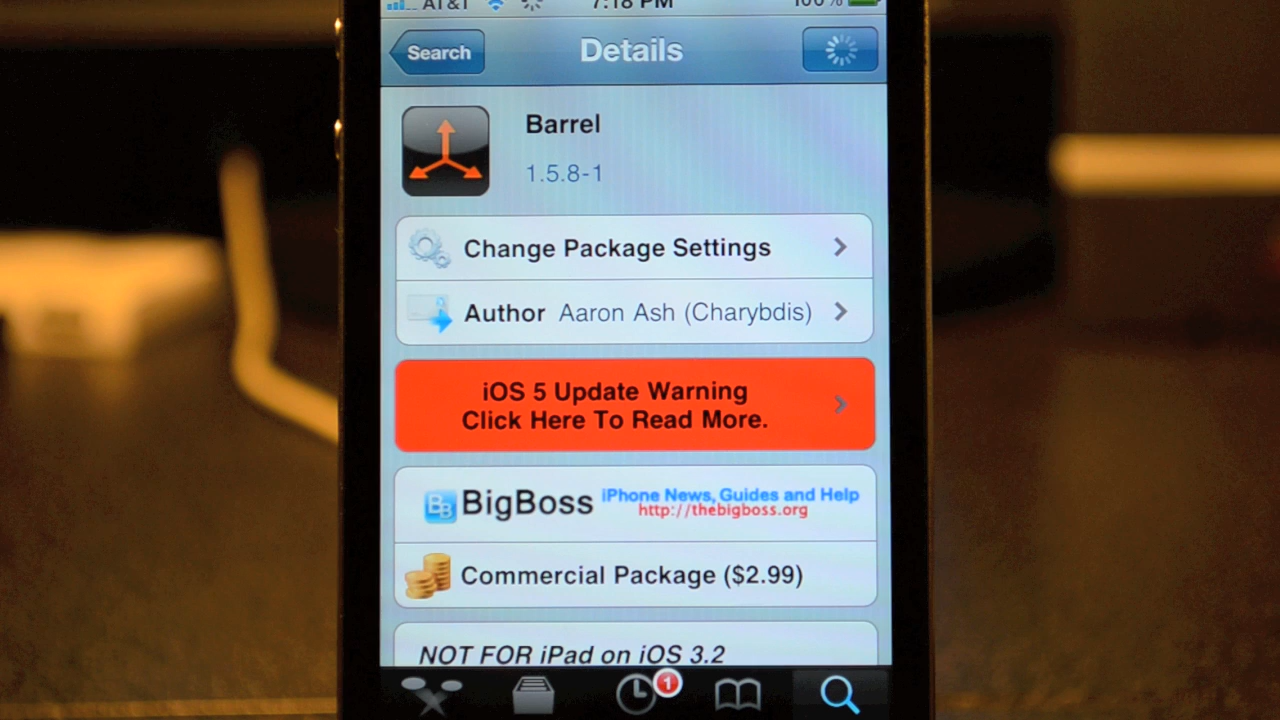 AT&T 7:18 PM 100%
Search Details
Barrel
1.5.8-1
Change Package Settings
Author Aaron Ash (Charybdis)
iOS 5 Update Warning
Click Here To Read More.
BB BigBoss iPhone News, Guides and Help
http://thebigboss.org
Commercial Package ($2.99)
NOT FOR iPad on iOS 3.2
1